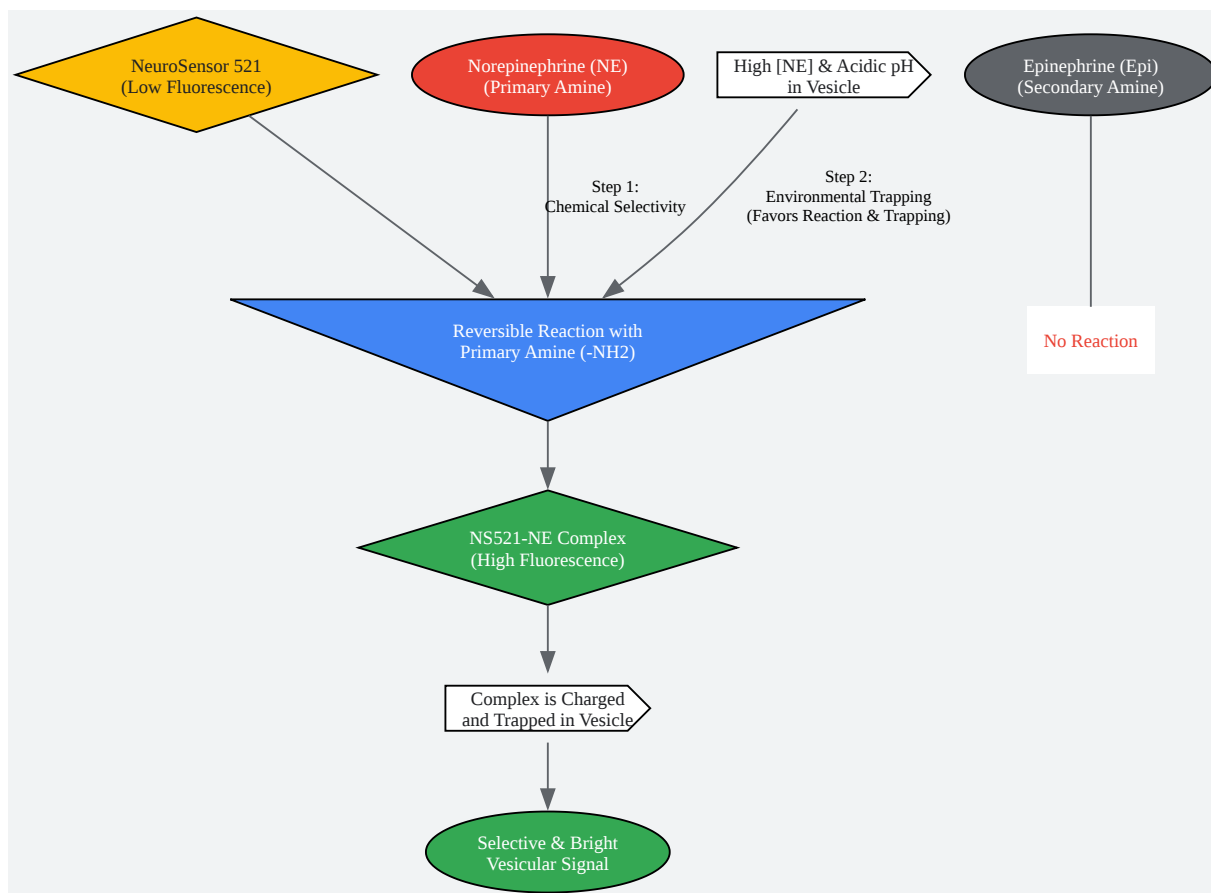 NeuroSensor 521
(Low Fluorescence)
Norepinephrine (NE)
(Primary Amine)
High [NE] & Acidic pH
in Vesicle
Epinephrine (Epi)
(Secondary Amine)
Step 1:
Chemical Selectivity
Step 2:
Environmental Trapping
(Favors Reaction & Trapping)
Reversible Reaction with
Primary Amine (-NH2)
No Reaction
NS521-NE Complex
(High Fluorescence)
Complex is Charged
and Trapped in Vesicle
Selective & Bright
Vesicular Signal